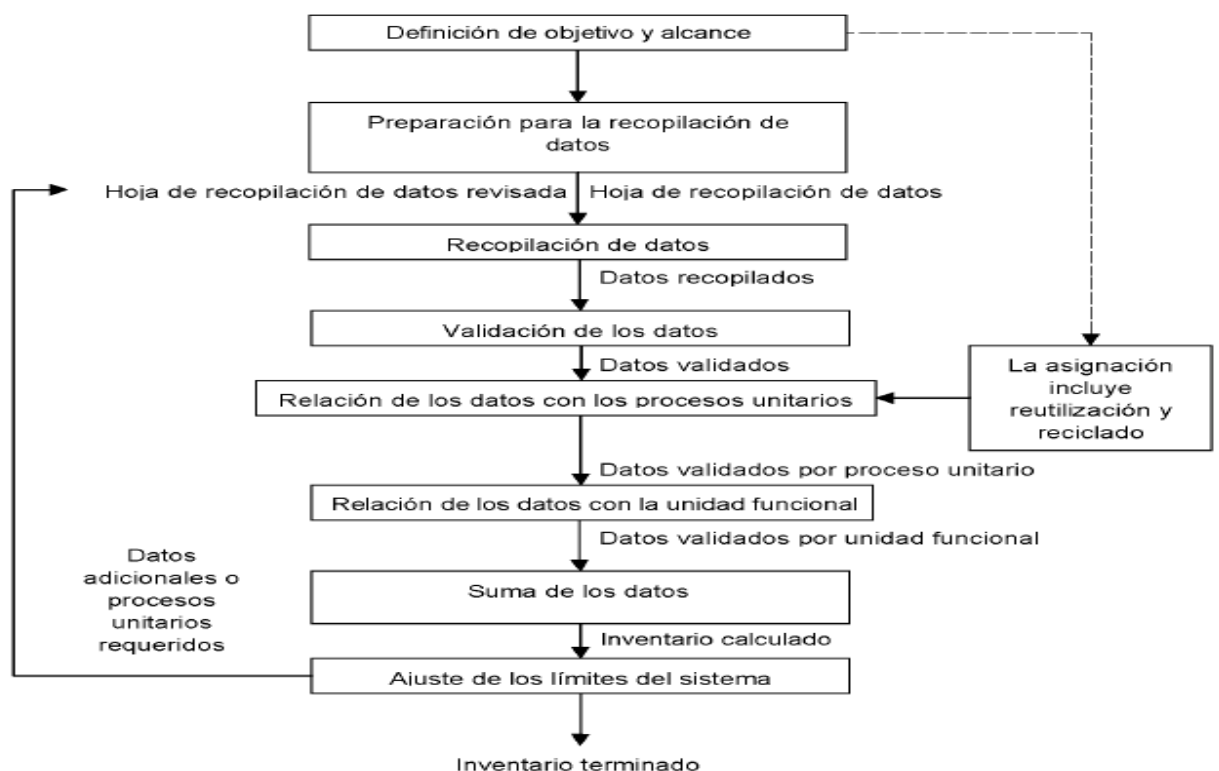 Definición de objetivo y alcance
Preparación para la recopilación de
datos
Hoja de recopilación de datos revisada
Hoja de recopilación de datos
Recopilación de datos
Datos recopilados
Validación de los datos
Datos validados
La asignación
incluye
reutilización y
reciclado
Relación de los datos con los procesos unitarios
Datos validados por proceso unitario
Relación de los datos con la unidad funcional
Datos validados por unidad funcional
Datos
adicionales o
procesos
unitarios
requeridos
Suma de los datos
Inventario calculado
Ajuste de los límites del sistema
Inventario terminado